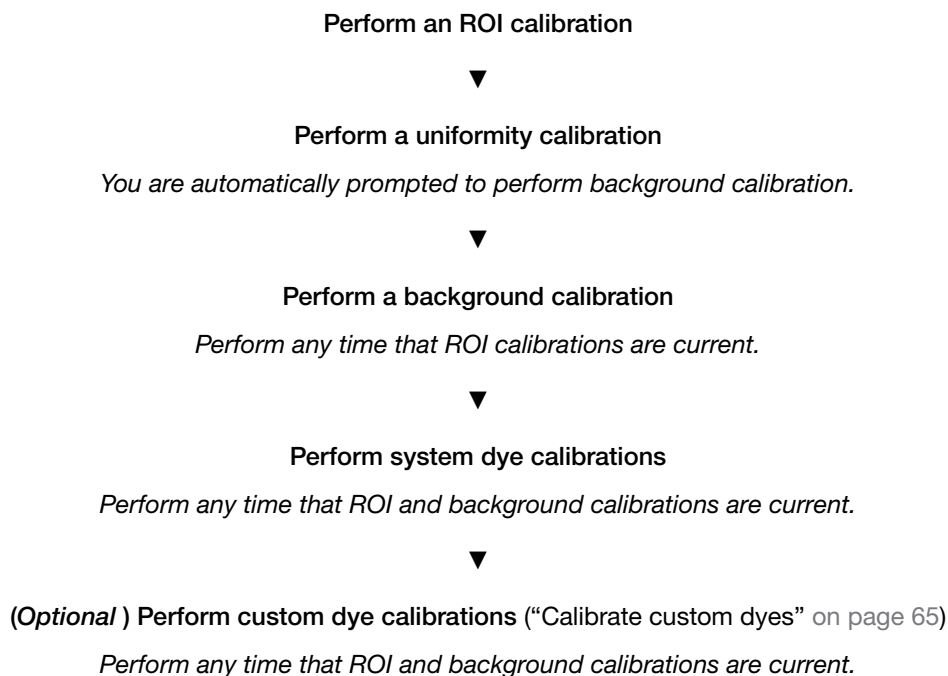 Perform an ROI calibration
▼
Perform a uniformity calibration
You are automatically prompted to perform background calibration.
▼
Perform a background calibration
Perform any time that ROI calibrations are current.
▼
Perform system dye calibrations
Perform any time that ROI and background calibrations are current.
▼
(Optional ) Perform custom dye calibrations (“Calibrate custom dyes” on page 65)
Perform any time that ROI and background calibrations are current.